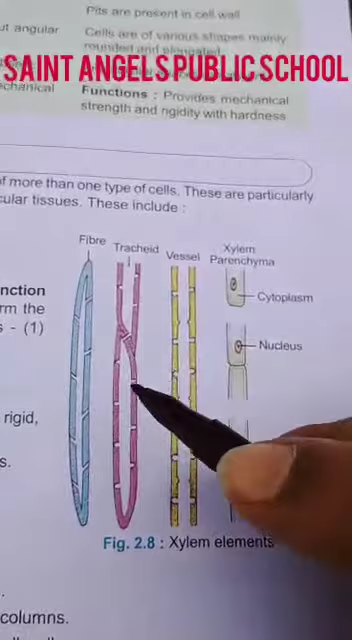 Pits are present in cell wall
ut angular
Cells are of various shapes mainly
rounded and elongated
SAINT ANGELS PUBLIC SCHOOL
chanical
Functions : Provides mechanical
strength and rigidity with hardness
of more than one type of cells. These are particularly
cular tissues. These include :
Fibre
Tracheid
Vessel
Xylem
Parenchyma
Cytoplasm
nction
rm the
s - (1)
Nucleus
rigid,
s.
Fig. 2.8 : Xylem elements
columns.